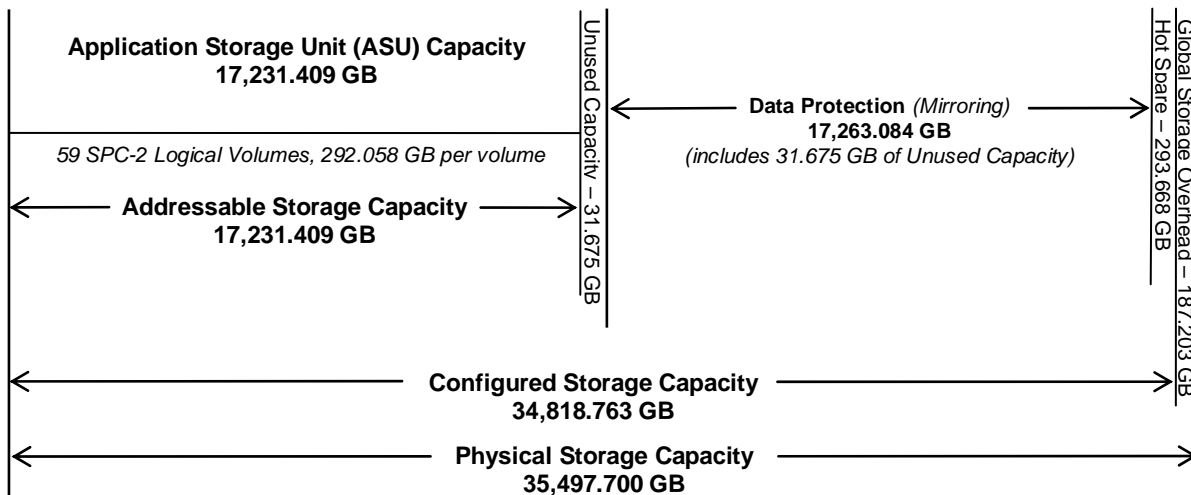 Application Storage Unit (ASU) Capacity
17,231.409 GB
59 SPC-2 Logical Volumes, 292.058 GB per volume
Addressable Storage Capacity
17,231.409 GB
Unused Capacity – 31.675 GB
Data Protection (Mirroring)
17,263.084 GB
(includes 31.675 GB of Unused Capacity)
Hot Spare – 293.668 GB
Global Storage Overhead – 187.203 GB
Configured Storage Capacity
34,818.763 GB
Physical Storage Capacity
35,497.700 GB